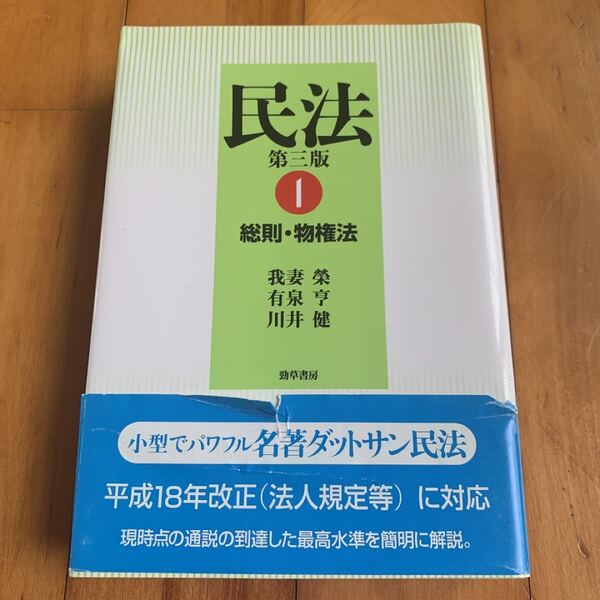 民法
第三版
1
総則・物権法
我妻 榮
有泉 亨
川井 健
勁草書房
小型でパワフル 名著ダットサン民法
平成18年改正(法人規定等)に対応
現時点の通説の到達した最高水準を簡明に解説。